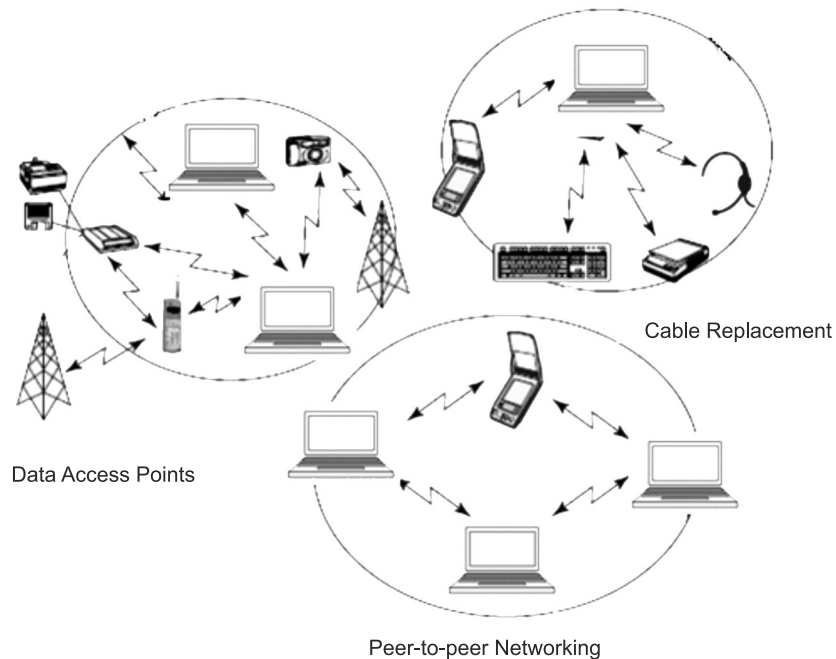 Cable Replacement
Data Access Points
Peer-to-peer Networking